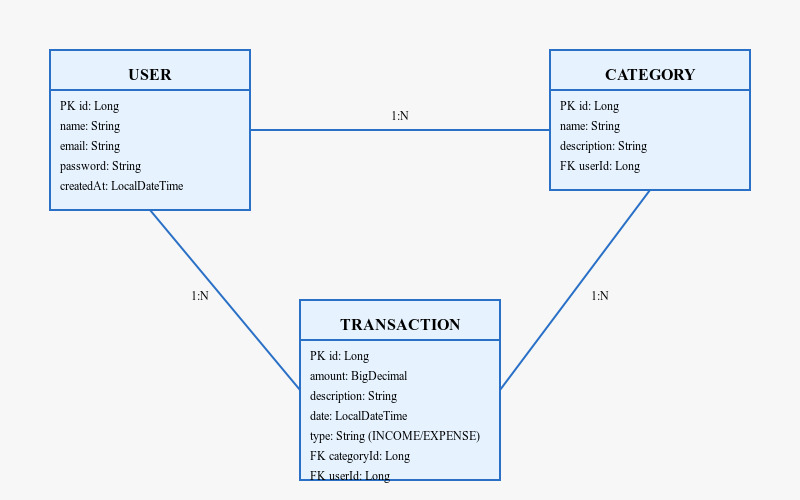 USER
PK id: Long
name: String
email: String
password: String
createdAt: LocalDateTime
1:N
CATEGORY
PK id: Long
name: String
description: String
FK userId: Long
1:N
1:N
TRANSACTION
PK id: Long
amount: BigDecimal
description: String
date: LocalDateTime
type: String (INCOME/EXPENSE)
FK categoryId: Long
FK userId: Long